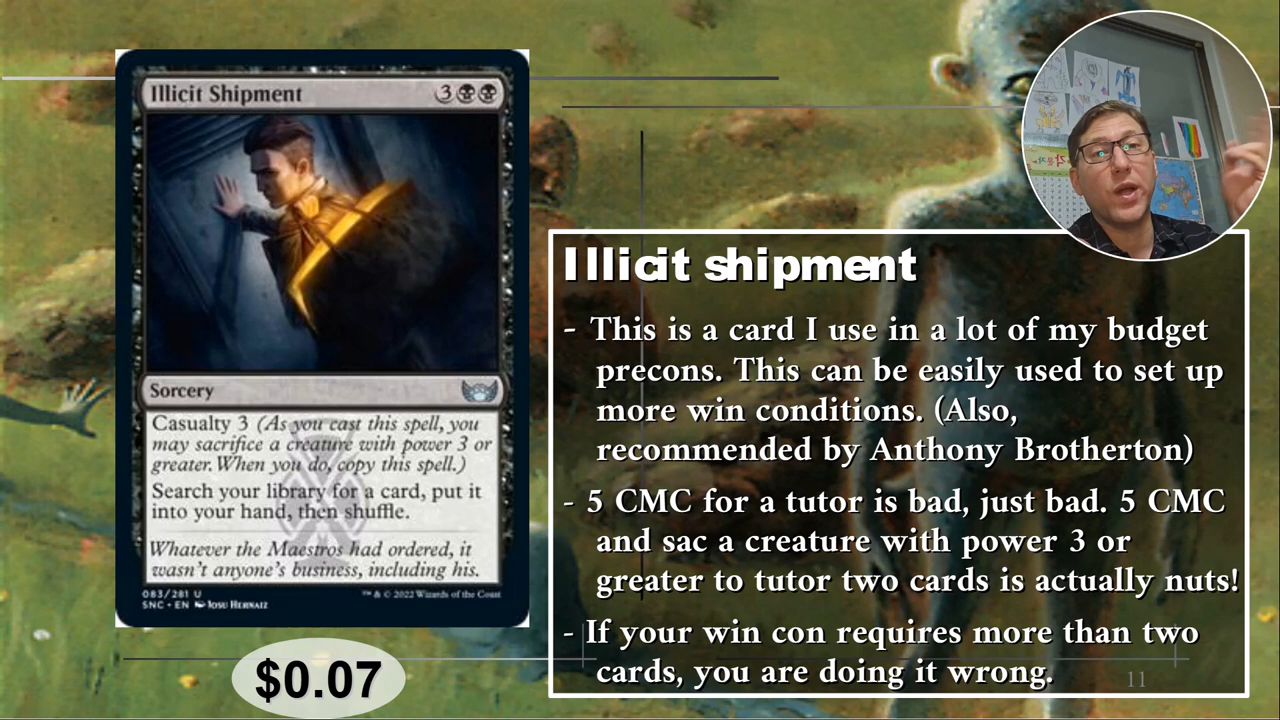 Illicit Shipment 3
Sorcery
Casualty 3 (As you cast this spell, you
may sacrifice a creature with power 3 or
greater. When you do, copy this spell.)
Search your library for a card, put it
into your hand, then shuffle.
Whatever the Maestros had ordered, it
wasn't anyone's business, including his.
083/281 U
SNC • EN Josu Hernaiz
™ & © 2022 Wizards of the Coast
$0.07
Illicit shipment
- This is a card I use in a lot of my budget
precons. This can be easily used to set up
more win conditions. (Also,
recommended by Anthony Brotherton)
- 5 CMC for a tutor is bad, just bad. 5 CMC
and sac a creature with power 3 or
greater to tutor two cards is actually nuts!
- If your win con requires more than two
cards, you are doing it wrong.
11